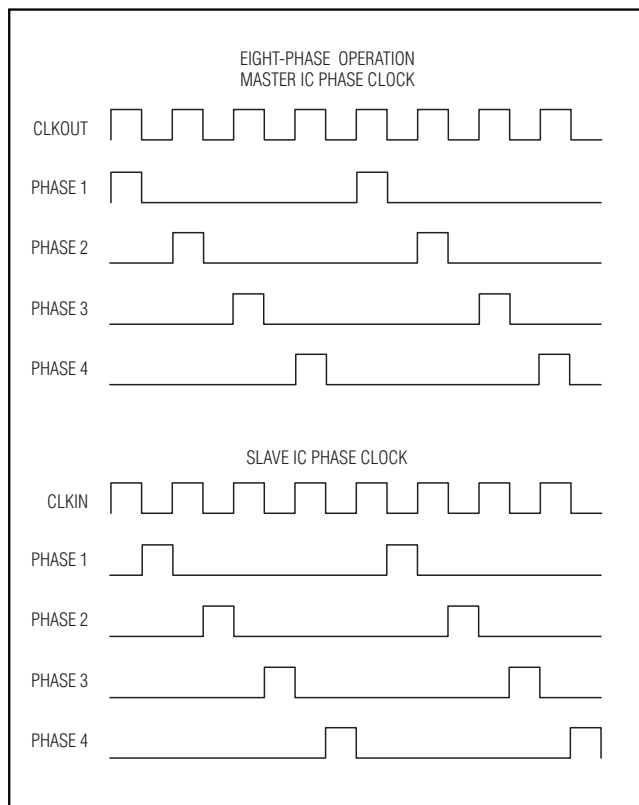 EIGHT-PHASE OPERATION
MASTER IC PHASE CLOCK
CLKOUT
PHASE 1
PHASE 2
PHASE 3
PHASE 4
SLAVE IC PHASE CLOCK
CLKIN
PHASE 1
PHASE 2
PHASE 3
PHASE 4